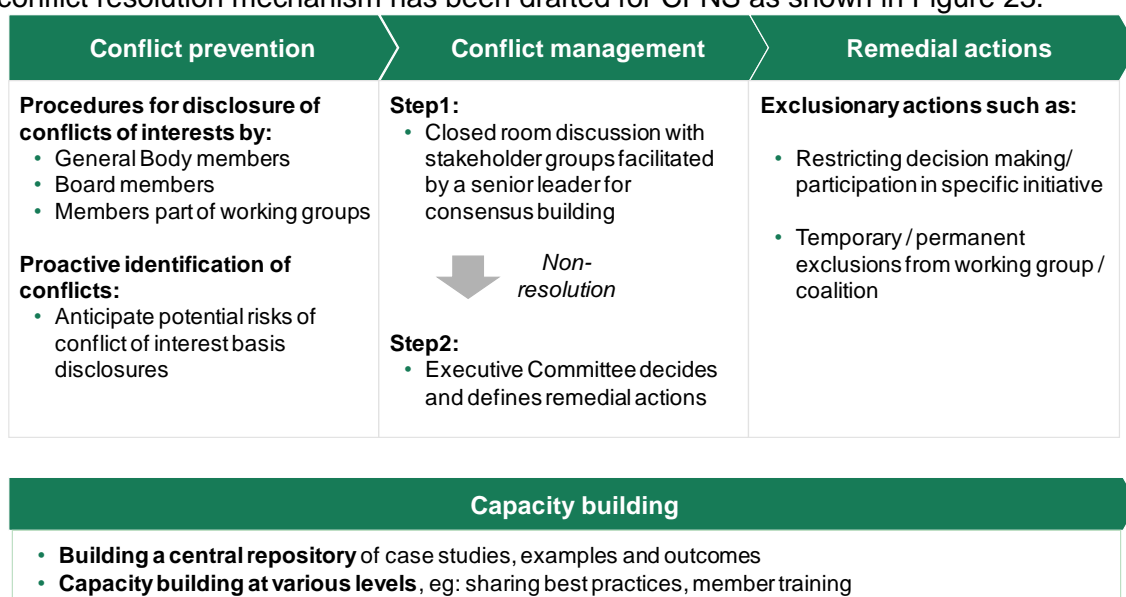 conflict resolution mechanism has been drafted for CFNS as shown in Figure 23.
Conflict prevention
Conflict management
Remedial actions
Procedures for disclosure of
conflicts of interests by:
• General Body members
• Board members
• Members part of working groups
Proactive identification of
conflicts:
• Anticipate potential risks of
conflict of interest basis
disclosures
Step1:
• Closed room discussion with
stakeholder groups facilitated
by a senior leader for
consensus building
Non-
resolution
Step2:
• Executive Committee decides
and defines remedial actions
Exclusionary actions such as:
• Restricting decision making/
participation in specific initiative
• Temporary / permanent
exclusions from working group /
coalition
Capacity building
• Building a central repository of case studies, examples and outcomes
• Capacity building at various levels, eg: sharing best practices, member training